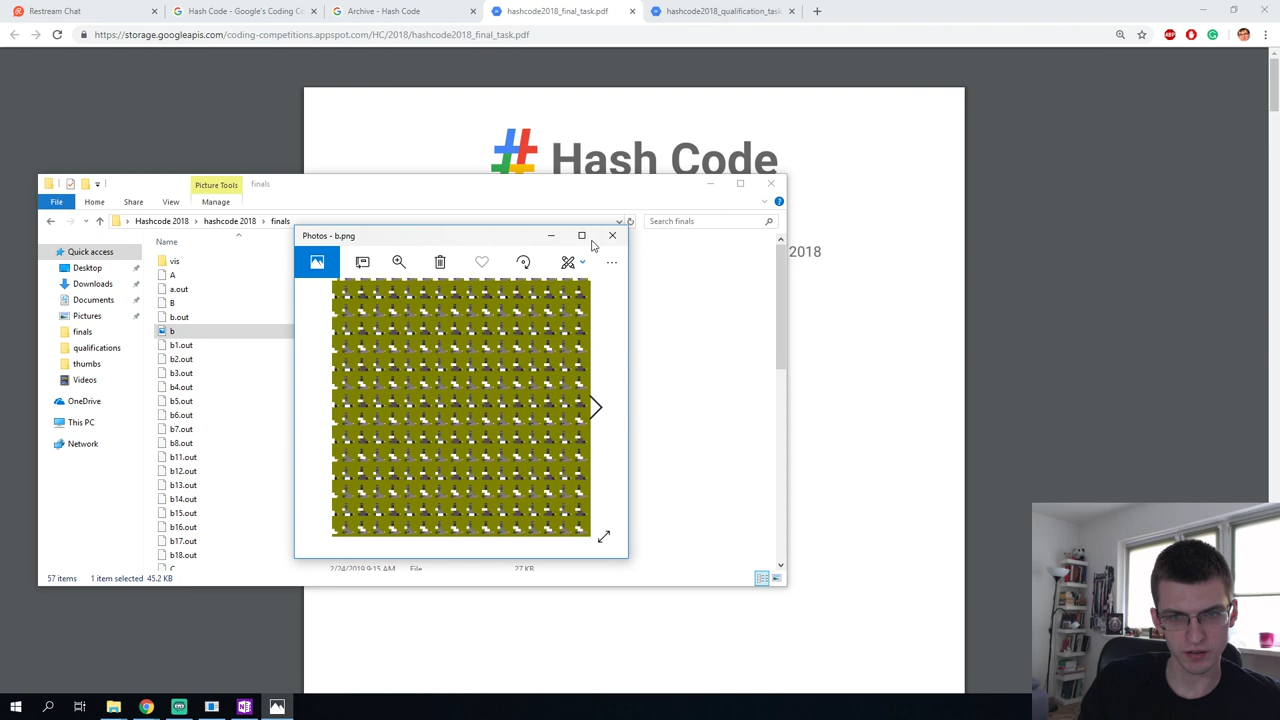 Restream Chat
Hash Code - Google's Coding Co
Archive - Hash Code
hashcode2018_final_task.pdf
hashcode2018_qualification_task
https://storage.googleapis.com/coding-competitions.appspot.com/HC/2018/hashcode2018_final_task.pdf
ABP
# Hash Code
2018
Picture Tools
finals
File
Home
Share
View
Manage
Hashcode 2018
hashcode 2018
finals
Search finals
Quick access
Desktop
Downloads
Documents
Pictures
finals
qualifications
thumbs
Videos
OneDrive
This PC
Network
Name
vis
A
a.out
B
b.out
b
b1.out
b2.out
b3.out
b4.out
b5.out
b6.out
b7.out
b8.out
b11.out
b12.out
b13.out
b14.out
b15.out
b16.out
b17.out
b18.out
C
2/24/2019 9:15 AM
File
27 KB
Photos - b.png
57 items
1 item selected
45.2 KB